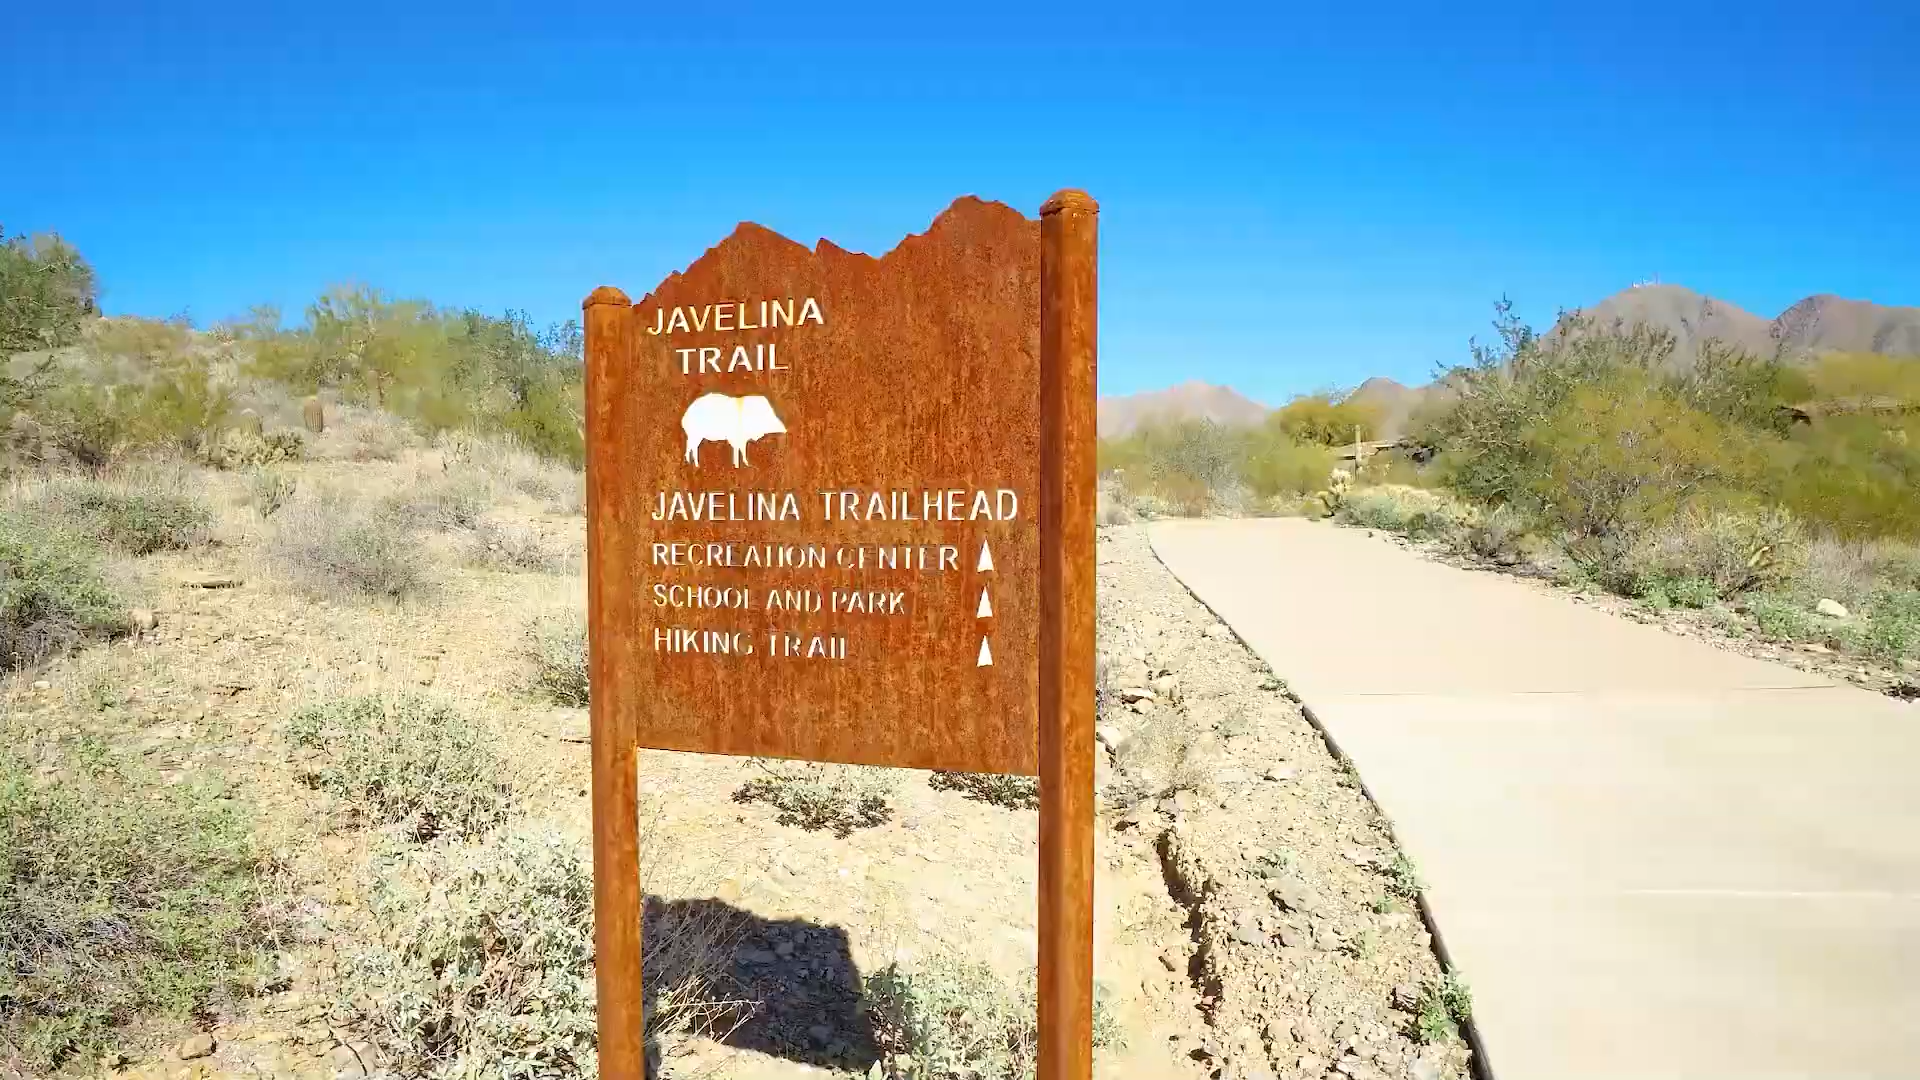 JAVELINA
TRAIL
JAVELINA TRAILHEAD
RECREATION CENTER
SCHOOL AND PARK
HIKING TRAIL